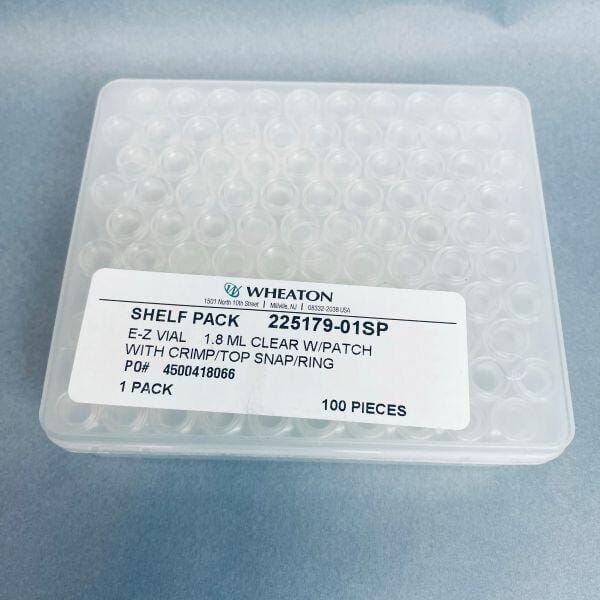 WHEATON
1501 North 10th Street | Millville, NJ | 08332-2038 USA
SHELF PACK 225179-01SP
E-Z VIAL 1.8 ML CLEAR W/PATCH
WITH CRIMP/TOP SNAP/RING
PO# 4500418066
1 PACK 100 PIECES